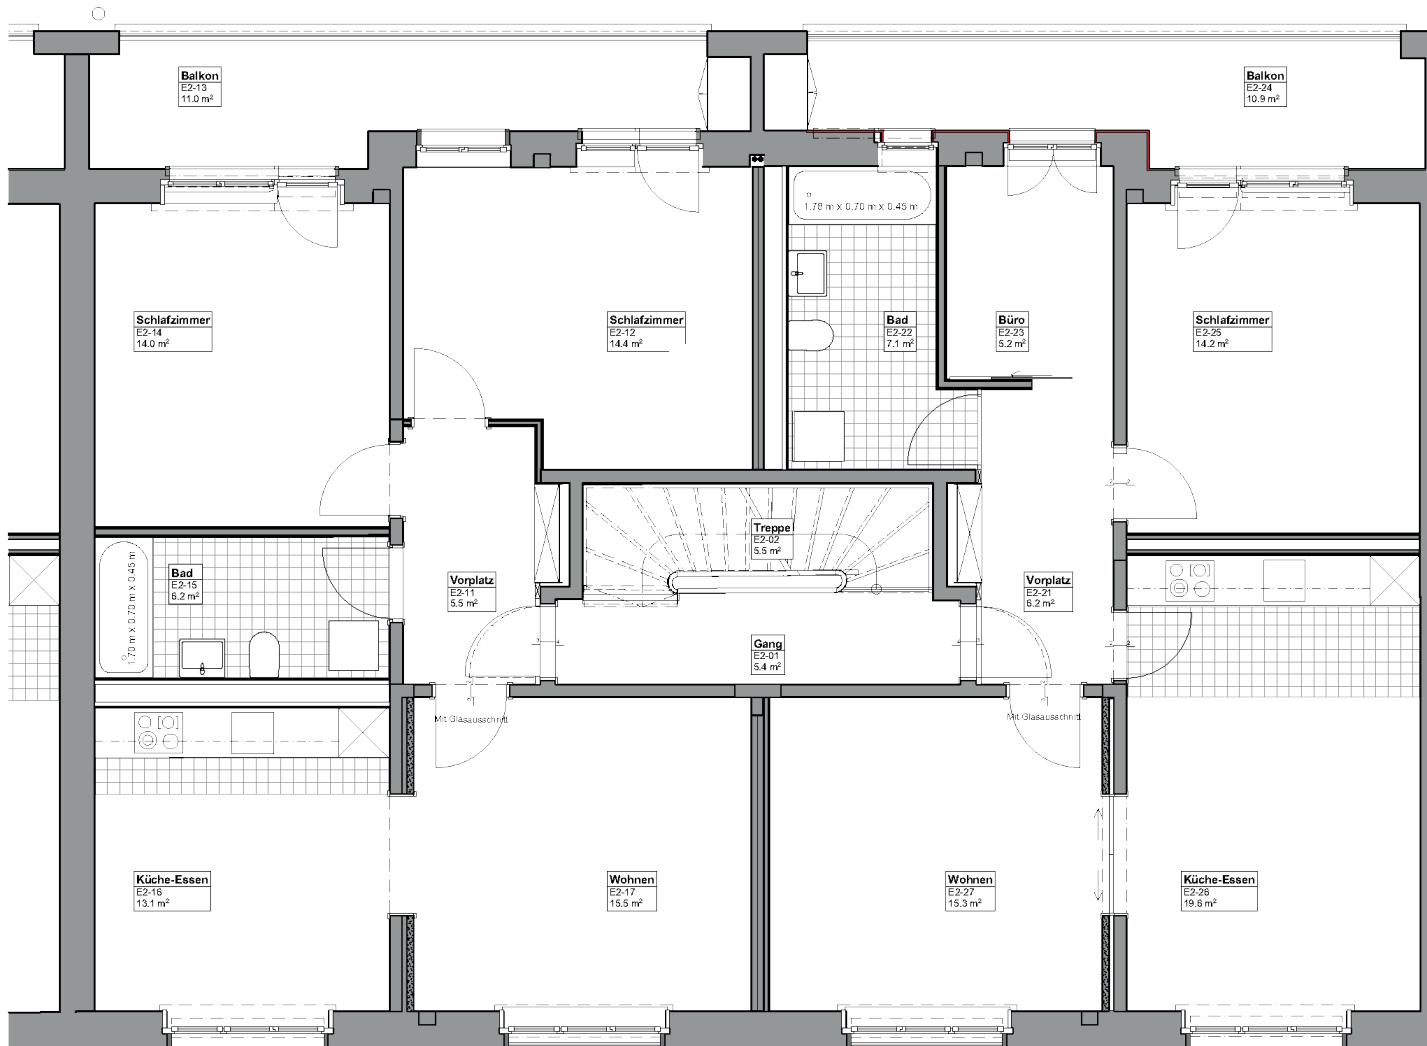 Balkon
E2-13
11.0 m²
Balkon
E2-24
10.9 m²
1.78 m x 0.70 m x 0.45 m
Schlafzimmer
E2-14
14.0 m²
Schlafzimmer
E2-12
14.4 m²
Bad
E2-22
7.1 m²
Büro
E2-23
5.2 m²
Schlafzimmer
E2-25
14.2 m²
Treppe
E2-02
5.5 m²
1.70 m x 0.70 m x 0.45 m
Bad
E2-15
6.2 m²
Vorplatz
E2-11
5.5 m²
Vorplatz
E2-21
6.2 m²
Gang
E2-01
5.4 m²
Mit Glasausschnitt
Mit Glasausschnitt
Küche-Essen
E2-16
13.1 m²
Wohnen
E2-17
15.5 m²
Wohnen
E2-27
15.3 m²
Küche-Essen
E2-26
19.6 m²